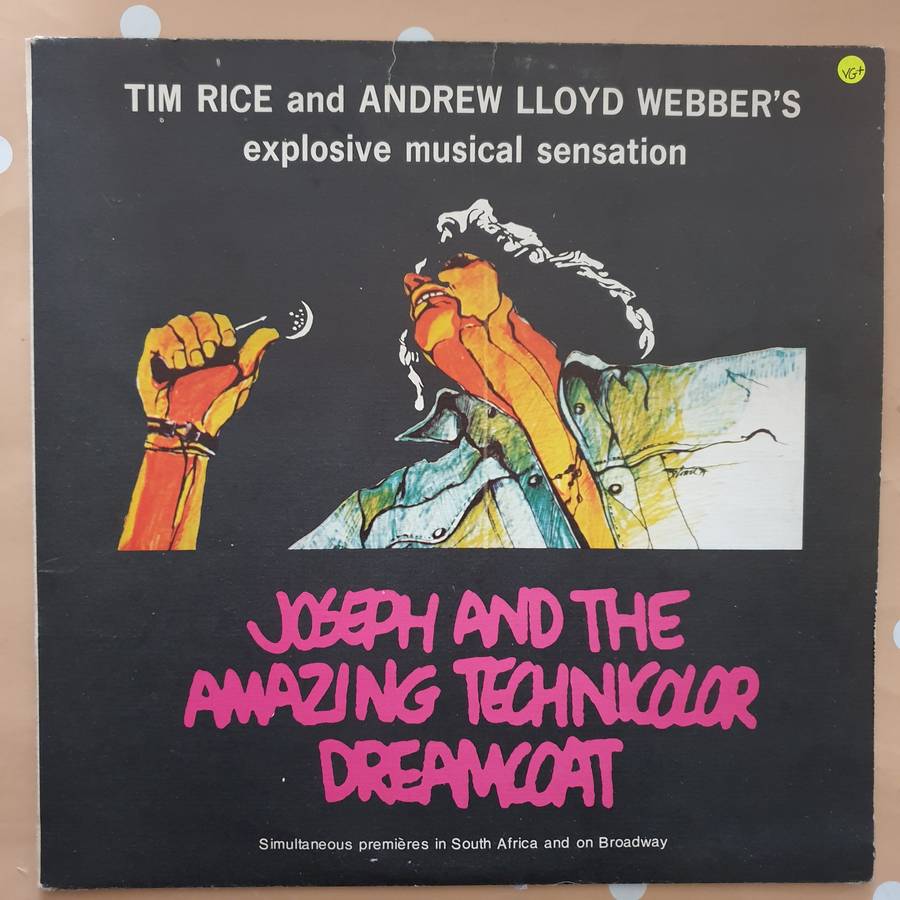 VG+
TIM RICE and ANDREW LLOYD WEBBER'S
explosive musical sensation
JOSEPH AND THE
AMAZING TECHNICOLOR
DREAMCOAT
Simultaneous premières in South Africa and on Broadway